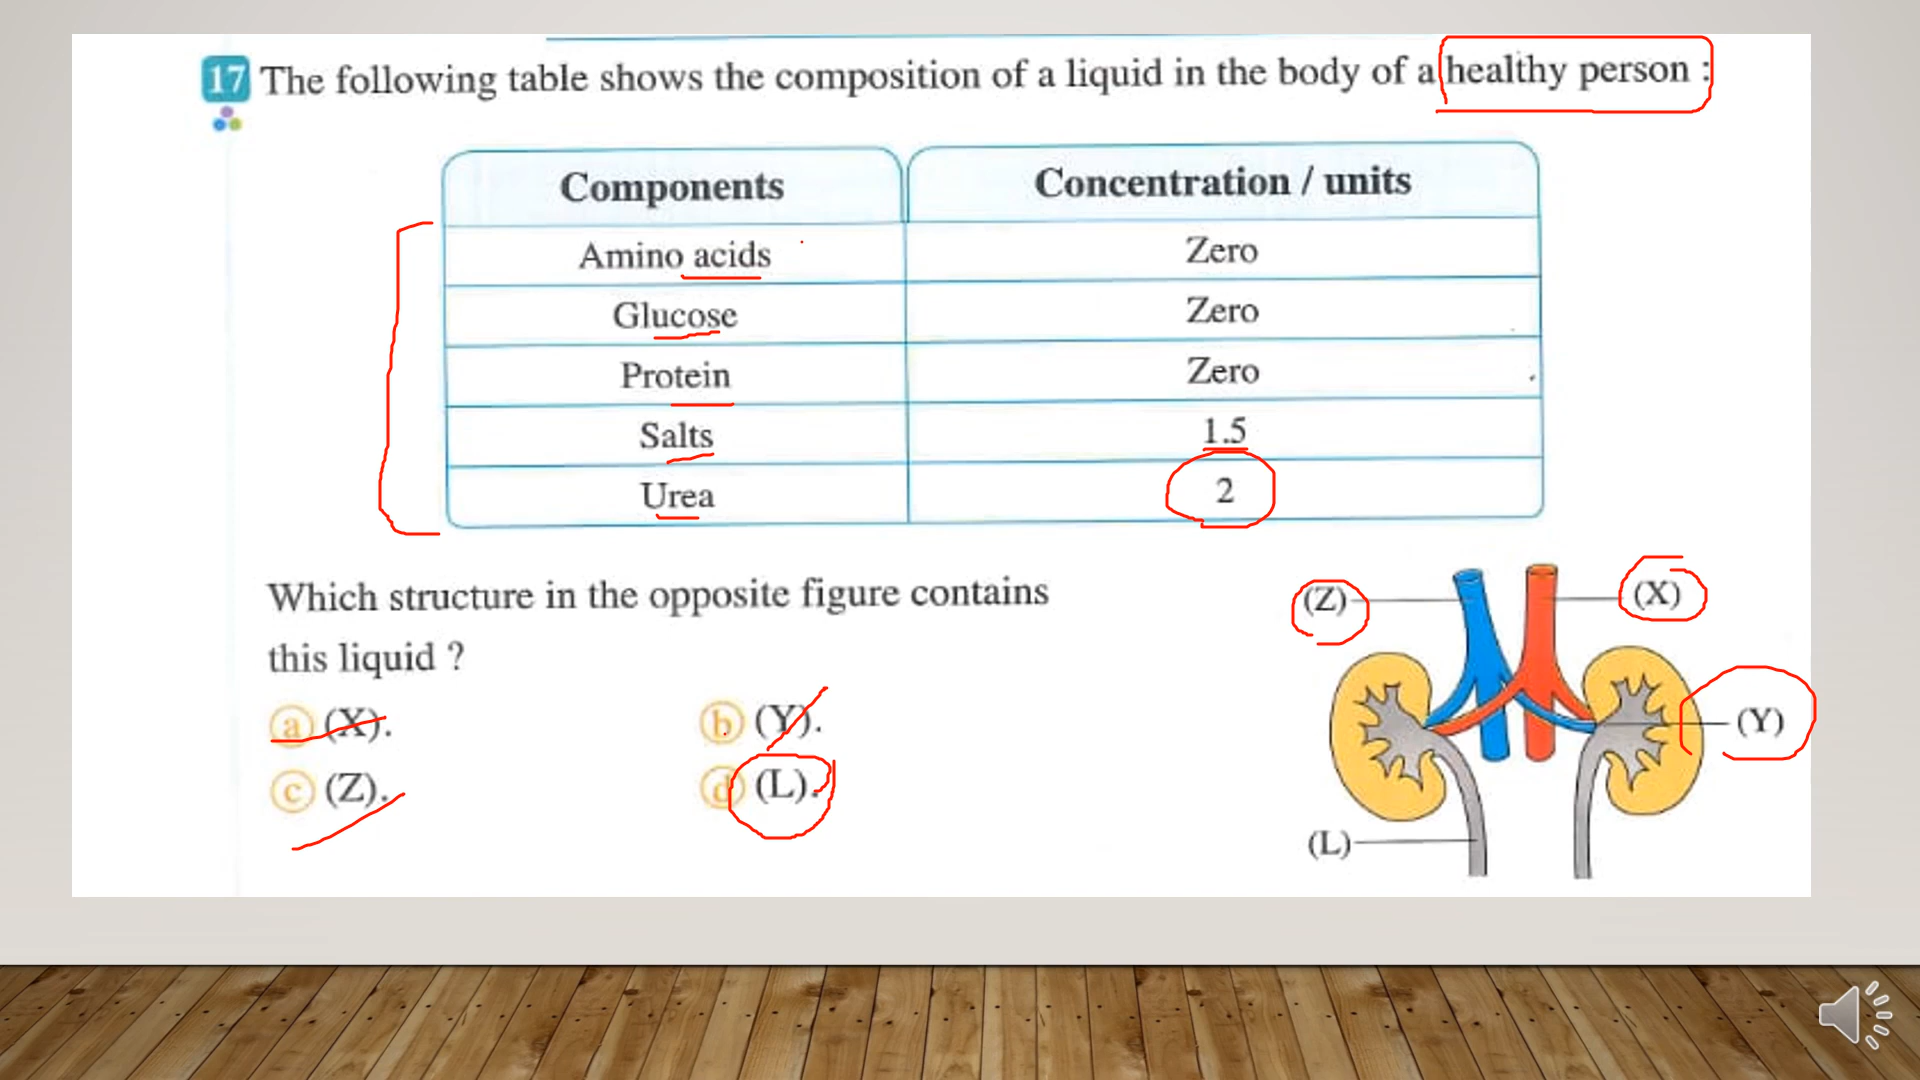 17 The following table shows the composition of a liquid in the body of a healthy person :
Components Concentration / units
Amino acids Zero
Glucose Zero
Protein Zero
Salts 1.5
Urea 2
Which structure in the opposite figure contains
this liquid ?
a (X). b (Y).
c (Z). d (L).
(Z) (X)
(Y)
(L)